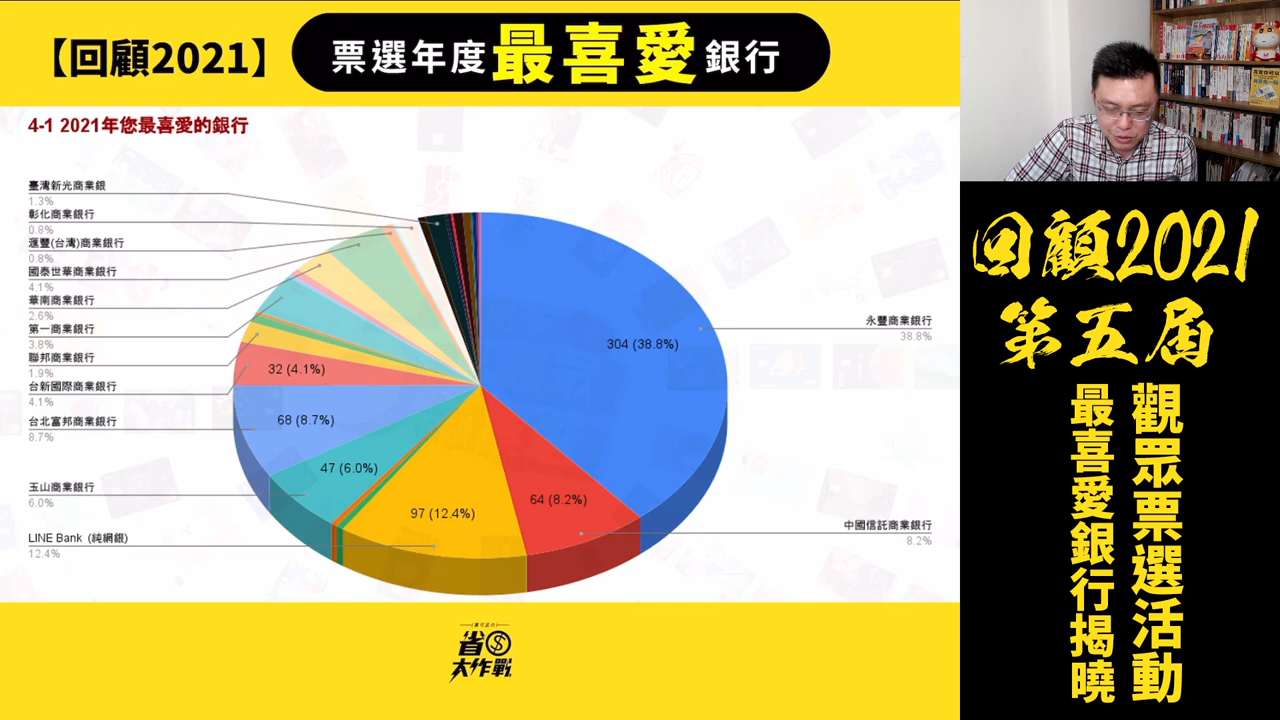 【回顧2021】
票選年度最喜愛銀行
4-1 2021年您最喜愛的銀行
臺灣新光商業銀
1.3%
彰化商業銀行
0.8%
滙豐(台灣)商業銀行
0.8%
國泰世華商業銀行
4.1%
華南商業銀行
2.6%
第一商業銀行
3.8%
聯邦商業銀行
1.9%
台新國際商業銀行
4.1%
台北富邦商業銀行
8.7%
玉山商業銀行
6.0%
LINE Bank (純網銀)
12.4%
304 (38.8%)
32 (4.1%)
68 (8.7%)
47 (6.0%)
97 (12.4%)
64 (8.2%)
永豐商業銀行
38.8%
中國信託商業銀行
8.2%
省$
大作戰
回顧2021
第五屆
觀眾票選活動
最喜愛銀行揭曉